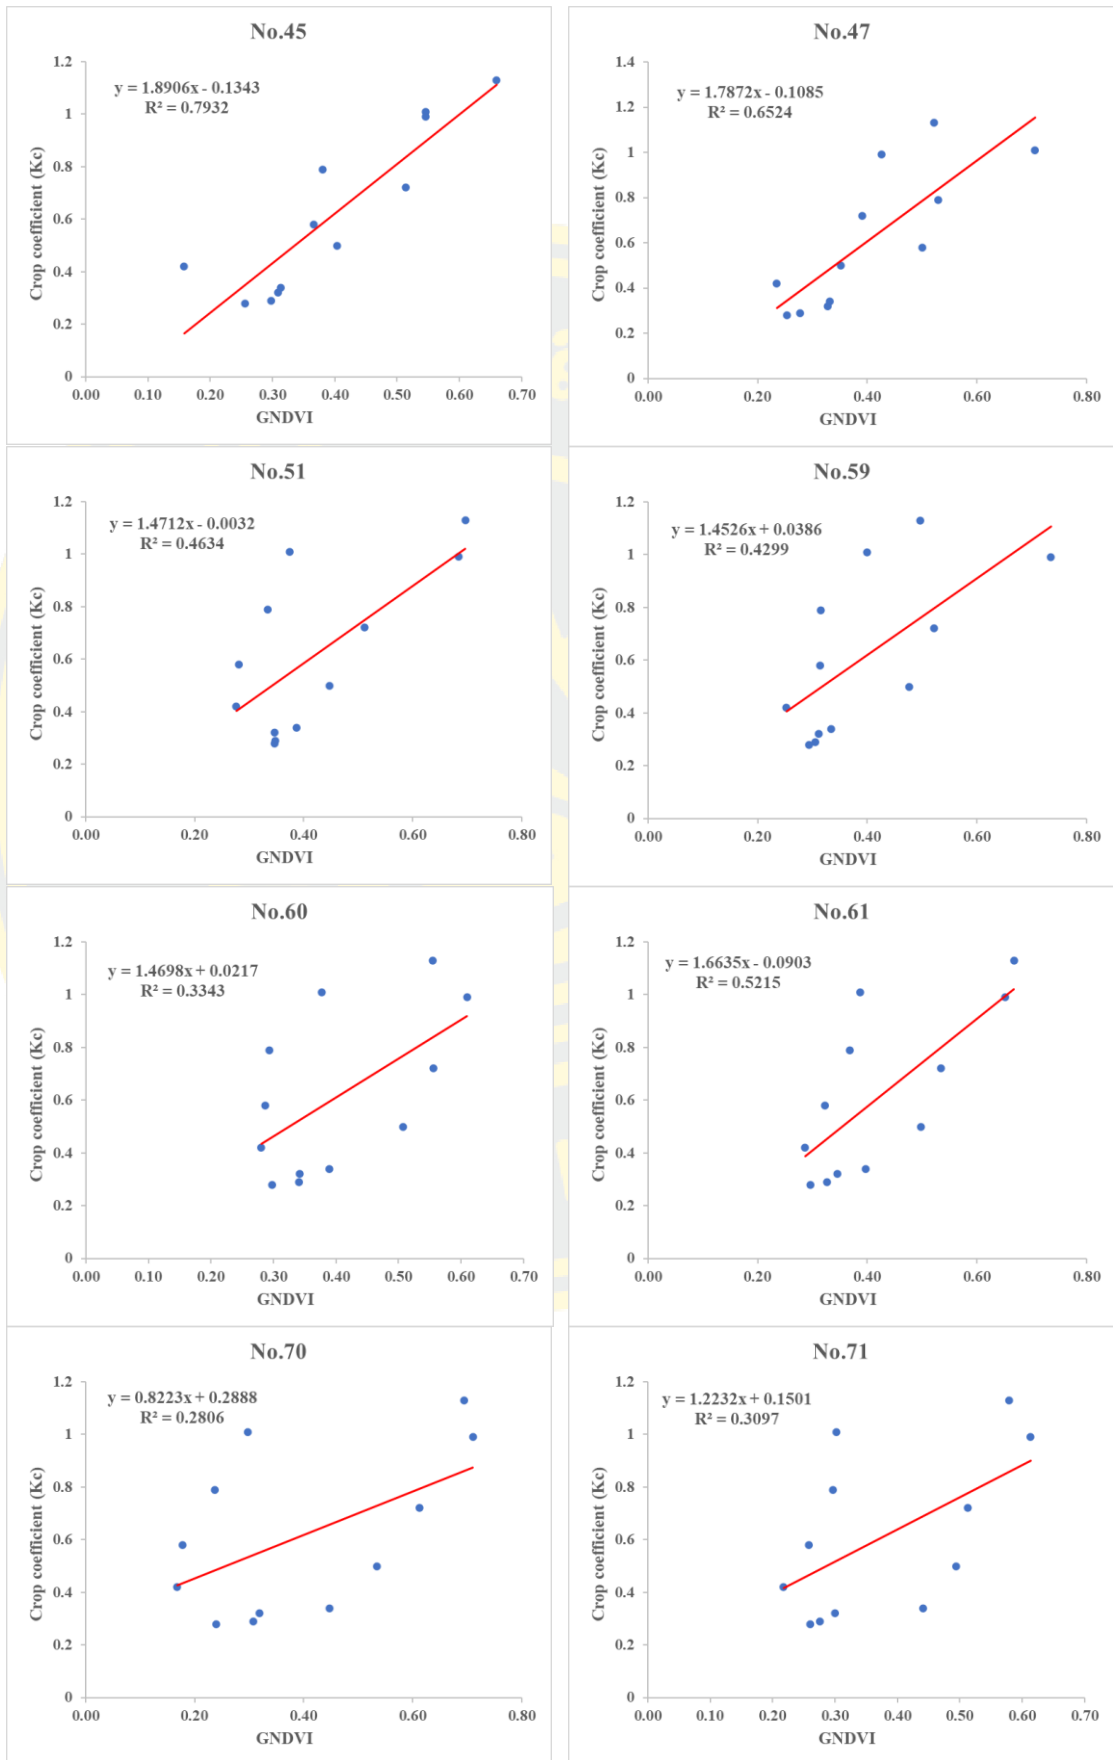 No.45
y = 1.8906x - 0.1343
R² = 0.7932
Crop coefficient (Kc)
1.2
1
0.8
0.6
0.4
0.2
0
0.00 0.10 0.20 0.30 0.40 0.50 0.60 0.70
GNDVI
No.47
y = 1.7872x - 0.1085
R² = 0.6524
Crop coefficient (Kc)
1.4
1.2
1
0.8
0.6
0.4
0.2
0
0.00 0.20 0.40 0.60 0.80
GNDVI
No.51
y = 1.4712x - 0.0032
R² = 0.4634
Crop coefficient (Kc)
1.2
1
0.8
0.6
0.4
0.2
0
0.00 0.20 0.40 0.60 0.80
GNDVI
No.59
y = 1.4526x + 0.0386
R² = 0.4299
Crop coefficient (Kc)
1.2
1
0.8
0.6
0.4
0.2
0
0.00 0.20 0.40 0.60 0.80
GNDVI
No.60
y = 1.4698x + 0.0217
R² = 0.3343
Crop coefficient (Kc)
1.2
1
0.8
0.6
0.4
0.2
0
0.00 0.10 0.20 0.30 0.40 0.50 0.60 0.70
GNDVI
No.61
y = 1.6635x - 0.0903
R² = 0.5215
Crop coefficient (Kc)
1.2
1
0.8
0.6
0.4
0.2
0
0.00 0.20 0.40 0.60 0.80
GNDVI
No.70
y = 0.8223x + 0.2888
R² = 0.2806
Crop coefficient (Kc)
1.2
1
0.8
0.6
0.4
0.2
0
0.00 0.20 0.40 0.60 0.80
GNDVI
No.71
y = 1.2232x + 0.1501
R² = 0.3097
Crop coefficient (Kc)
1.2
1
0.8
0.6
0.4
0.2
0
0.00 0.10 0.20 0.30 0.40 0.50 0.60 0.70
GNDVI